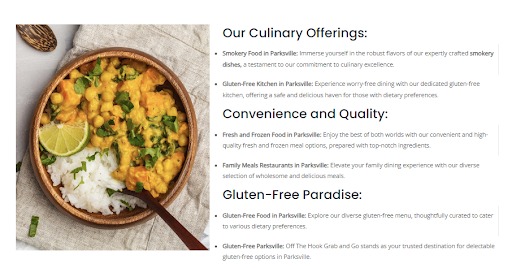 Our Culinary Offerings:
Smokery Food in Parksville: Immerse yourself in the robust flavors of our expertly crafted smokery
dishes, a testament to our commitment to culinary excellence.
Gluten-Free Kitchen in Parksville: Experience worry-free dining with our dedicated gluten-free
kitchen, offering a safe and delicious haven for those with dietary preferences.
Convenience and Quality:
Fresh and Frozen Food in Parksville: Enjoy the best of both worlds with our convenient and high-
quality fresh and frozen meal options, prepared with top-notch ingredients.
Family Meals Restaurants in Parksville: Elevate your family dining experience with our diverse
selection of wholesome and delicious meals.
Gluten-Free Paradise:
Gluten-Free Food in Parksville: Explore our diverse gluten-free menu, thoughtfully curated to cater
to various dietary preferences.
Gluten-Free Parksville: Off The Hook Grab and Go stands as your trusted destination for delectable
gluten-free options in Parksville.